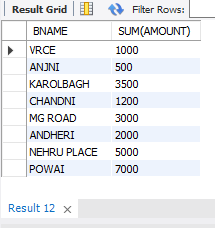 Result Grid Filter Rows:
BNAME SUM(AMOUNT)
VRCE 1000
ANJNI 500
KAROLBAGH 3500
CHANDNI 1200
MG ROAD 3000
ANDHERI 2000
NEHRU PLACE 5000
POWAI 7000
Result 12 ×